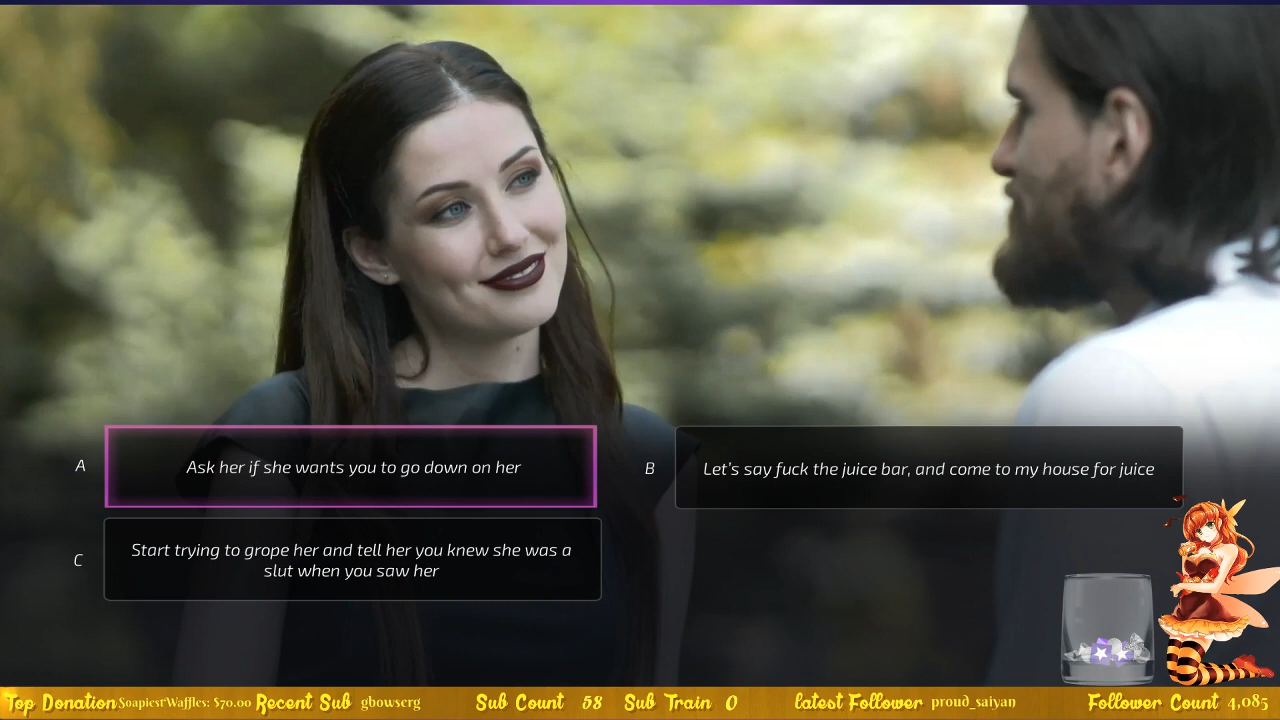 A
Ask her if she wants you to go down on her
B
Let's say fuck the juice bar, and come to my house for juice
C
Start trying to grope her and tell her you knew she was a
slut when you saw her
Top Donation SoapiestWaffles: $70.00 Recent Sub gbowserg Sub Count 58 Sub Train 0 latest Follower proud_saiyan Follower Count 4,085